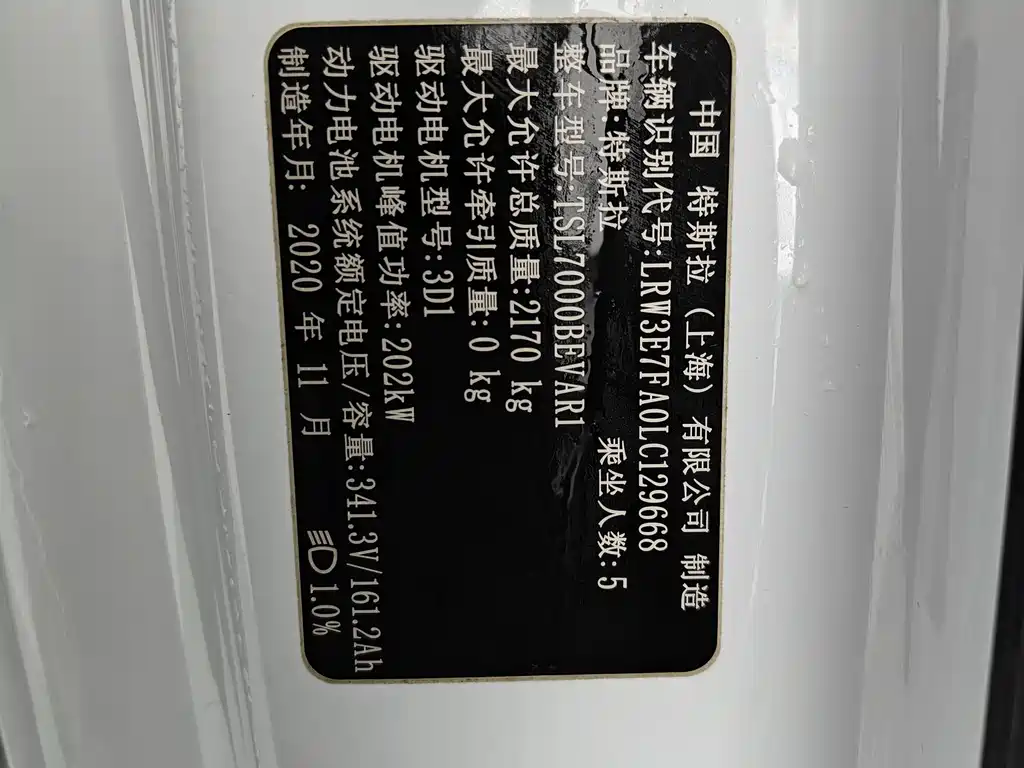 中国 特斯拉（上海）有限公司 制造
车辆识别代号:LRW3E7FA0LC129668
品牌:特斯拉 乘坐人数:5
整车型号:TSL7000BEVAR1
最大允许总质量:2170 kg
最大允许牵引质量:0 kg
驱动电机型号:3D1
驱动电机峰值功率:202kW
动力电池系统额定电压/容量:341.3V/161.2Ah
制造年月: 2020 年 11 月 1.0%